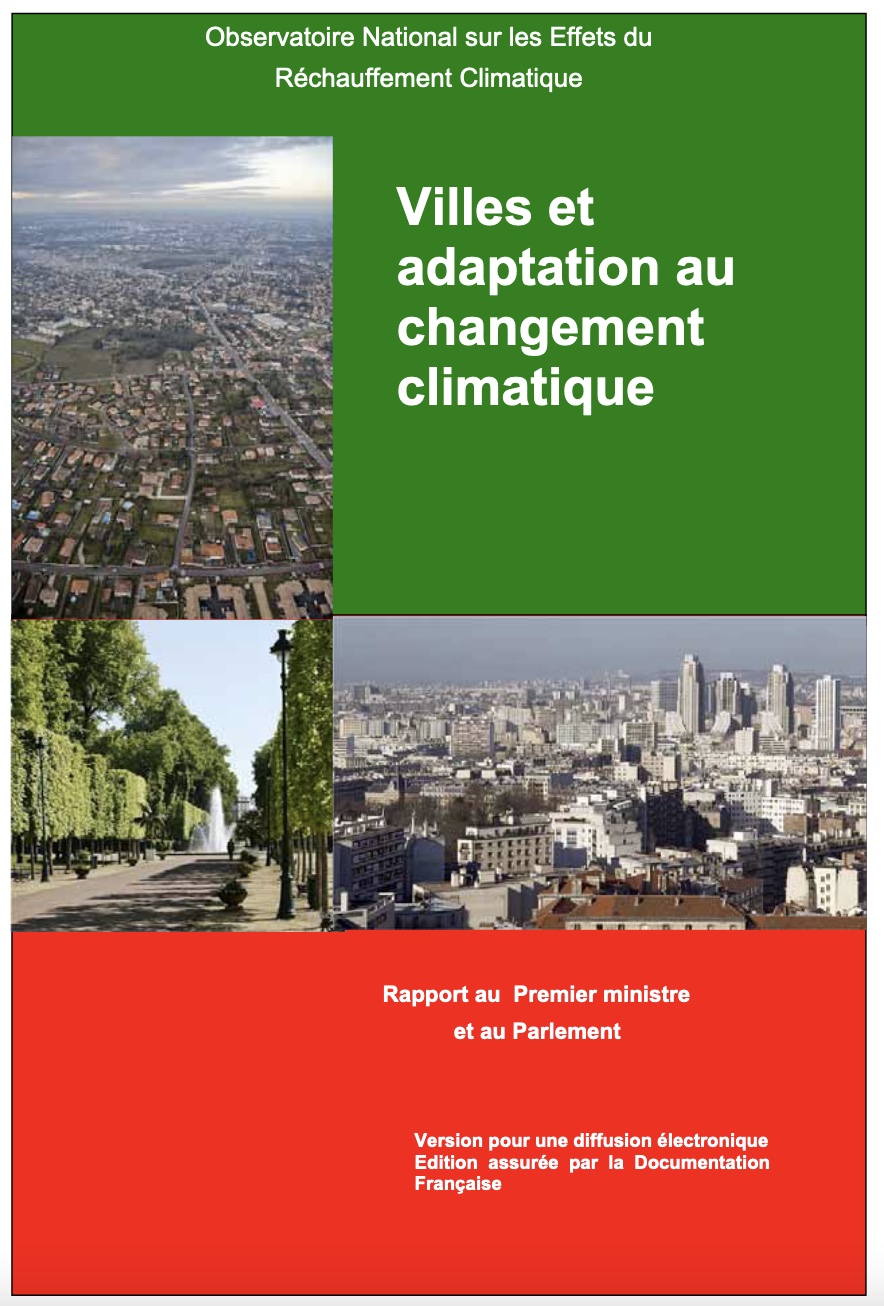 Observatoire National sur les Effets du
Réchauffement Climatique
Villes et
adaptation au
changement
climatique
Rapport au Premier ministre
et au Parlement
Version pour une diffusion électronique
Edition assurée par la Documentation
Française